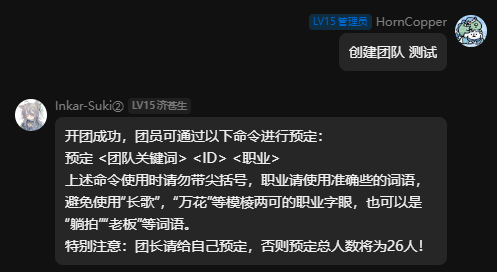 LV15 管理员 HornCopper
创建团队 测试
Inkar-Suki② LV15 济苍生
开团成功，团员可通过以下命令进行预定：
预定 <团队关键词> <ID> <职业>
上述命令使用时请勿带尖括号，职业请使用准确些的词语，
避免使用“长歌”，“万花”等模棱两可的职业字眼，也可以是
“躺拍”“老板”等词语。
特别注意：团长请给自己预定，否则预定总人数将为26人！